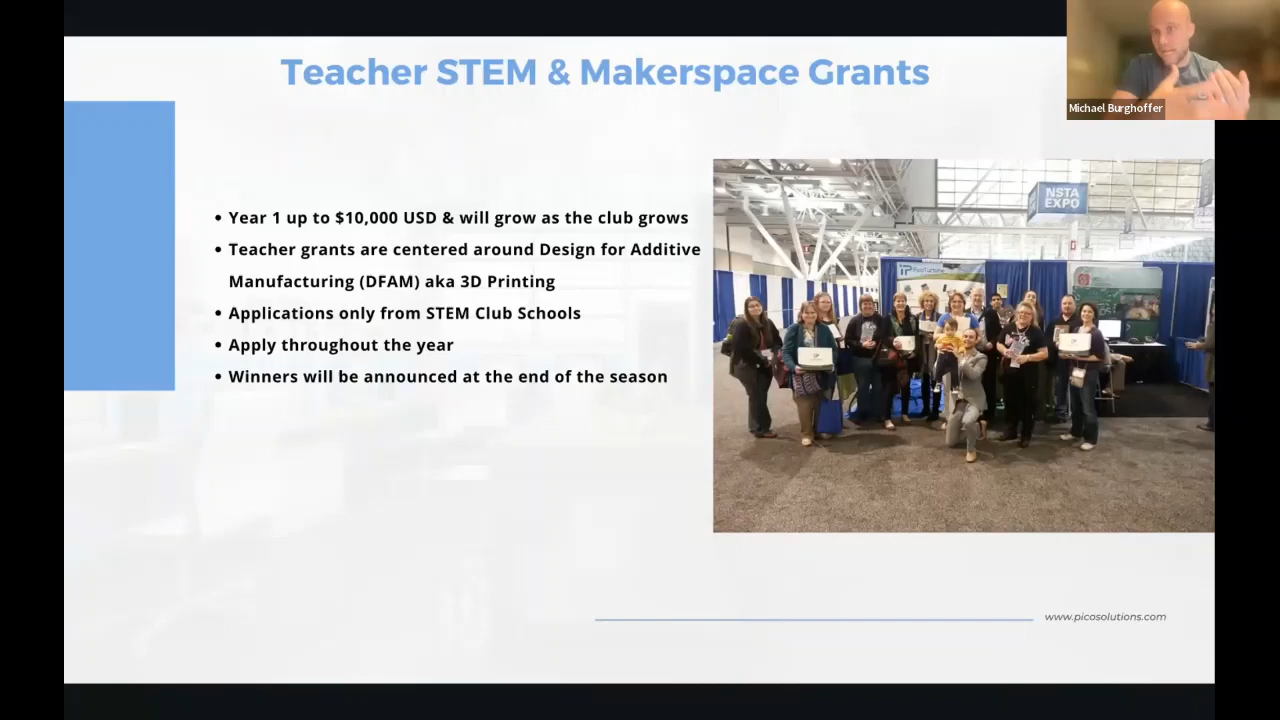 Teacher STEM & Makerspace Grants
Michael Burghoffer
• Year 1 up to $10,000 USD & will grow as the club grows
• Teacher grants are centered around Design for Additive
Manufacturing (DFAM) aka 3D Printing
• Applications only from STEM Club Schools
• Apply throughout the year
• Winners will be announced at the end of the season
NSTA
EXPO
PicoTurbine
www.picosolutions.com